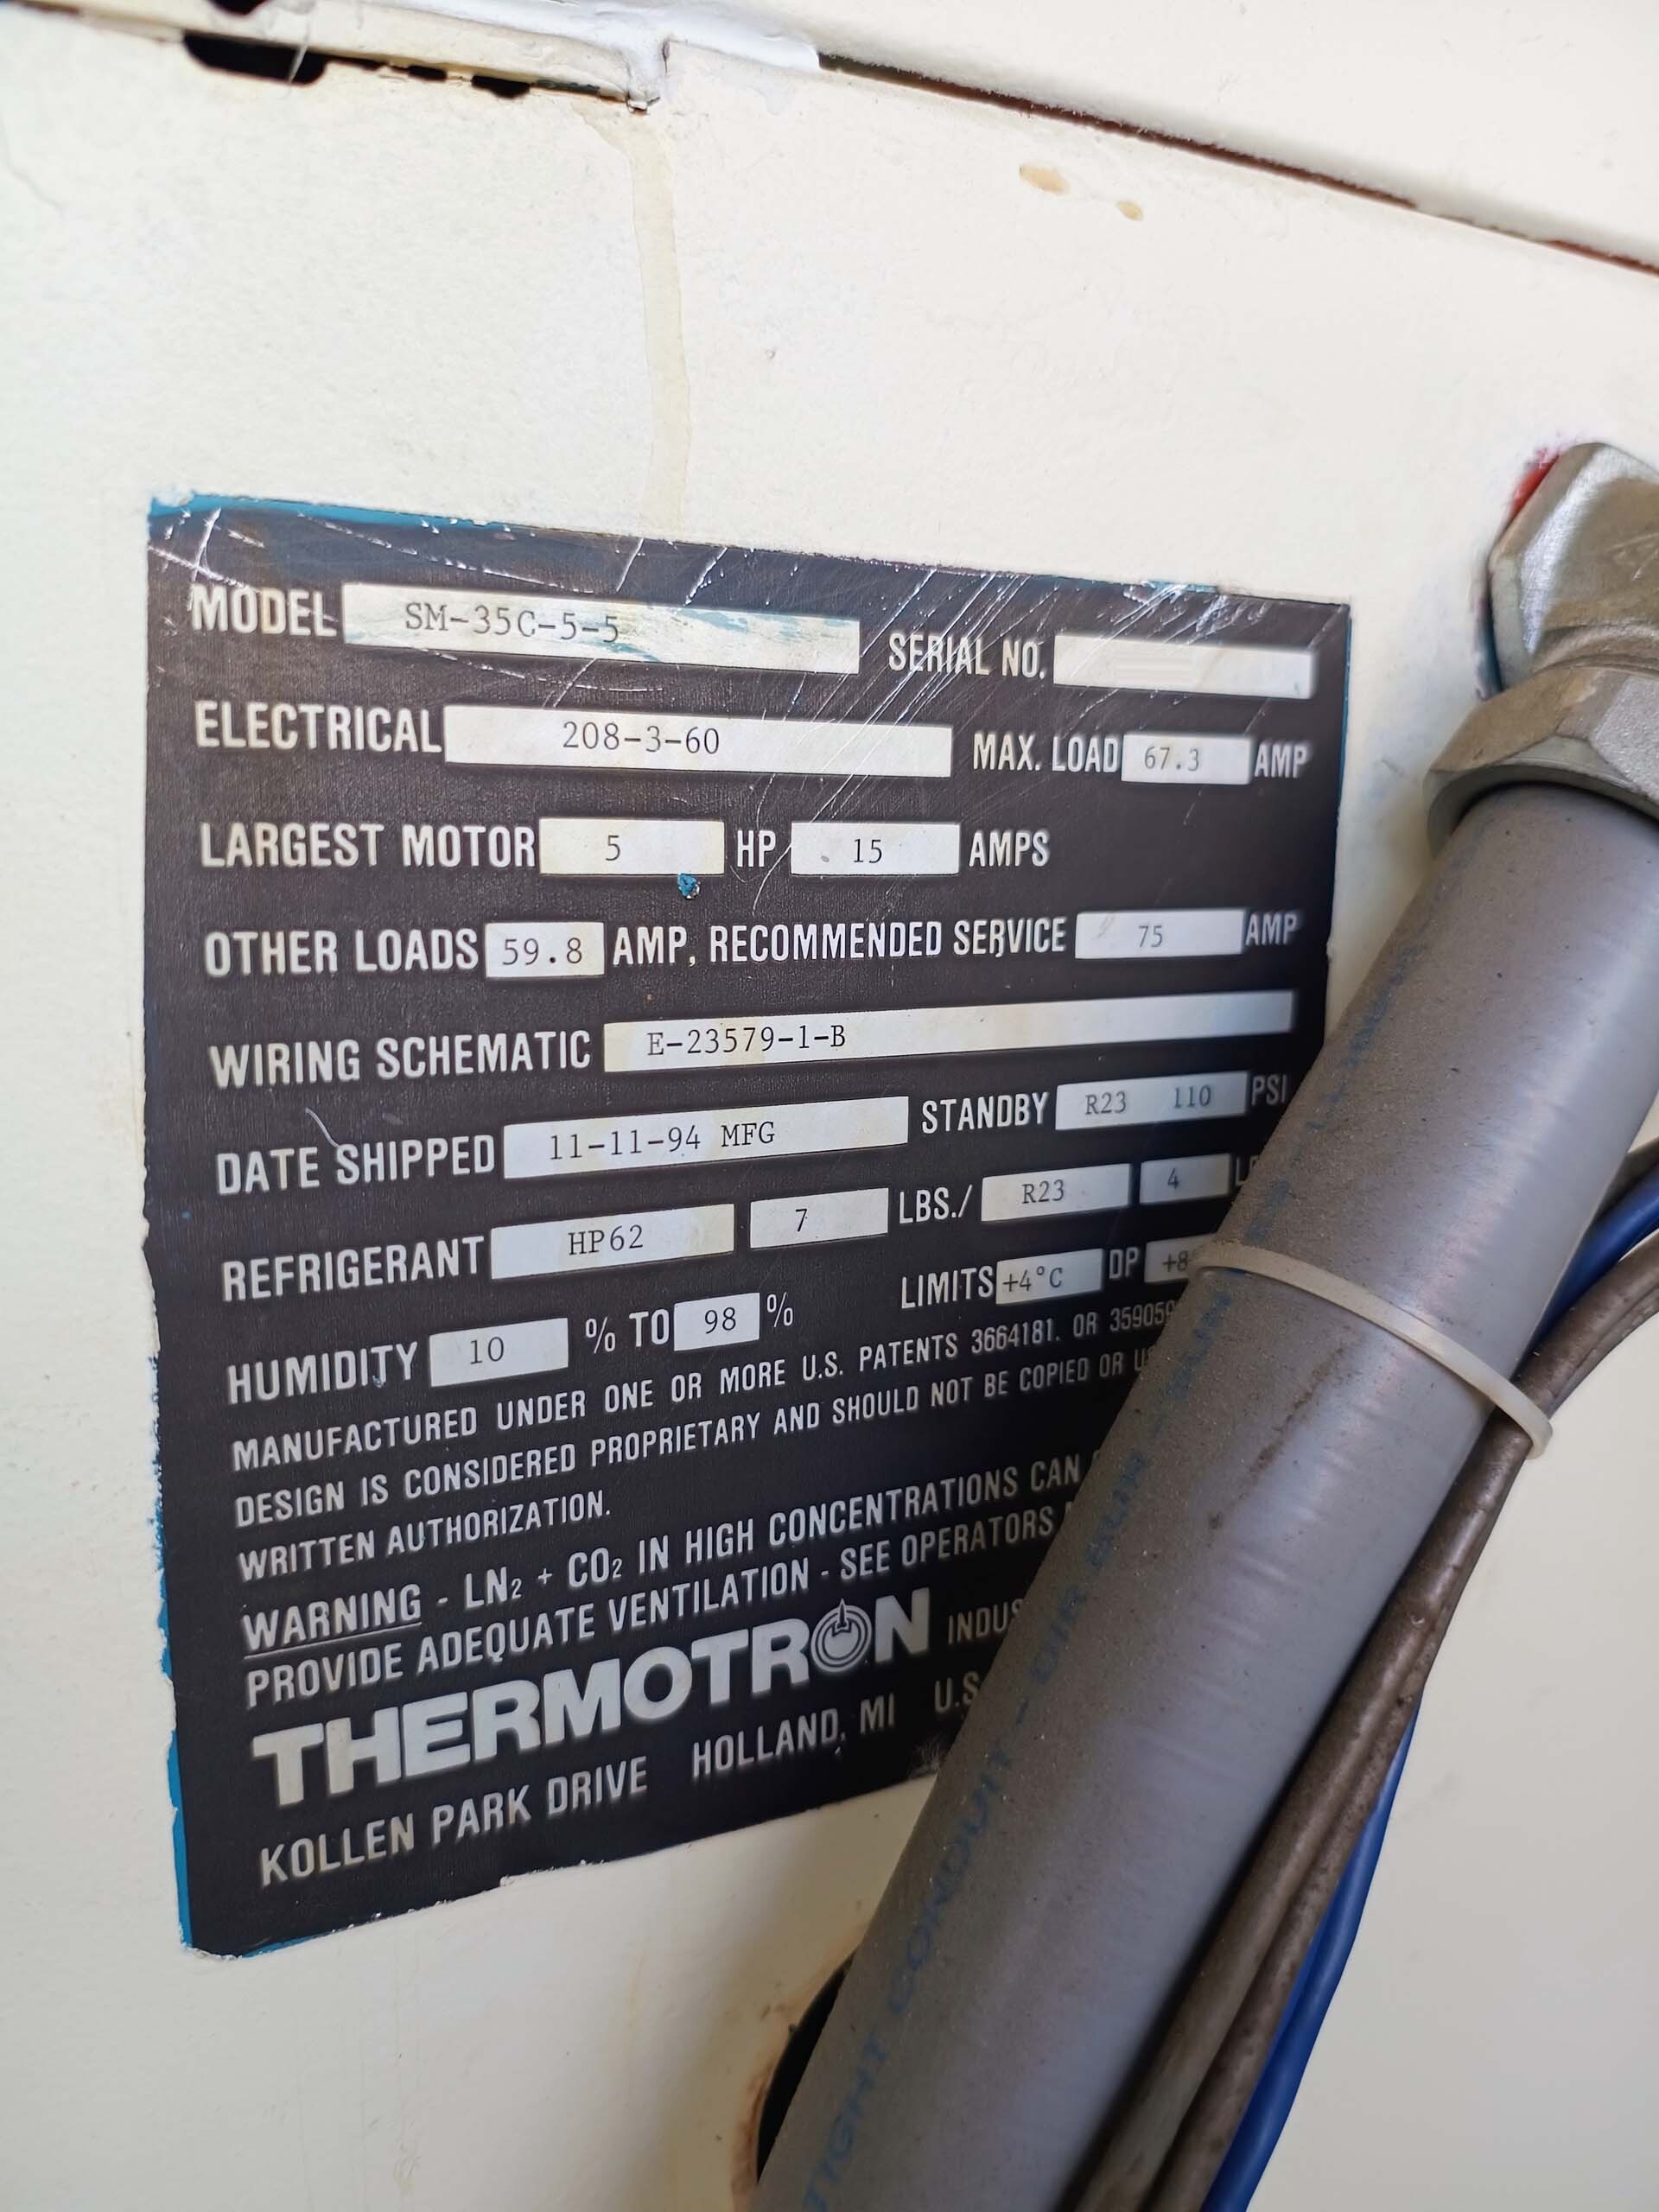 MODEL SM-35C-5-5 SERIAL NO.
ELECTRICAL 208-3-60 MAX. LOAD 67.3 AMP
LARGEST MOTOR 5 HP 15 AMPS
OTHER LOADS 59.8 AMP, RECOMMENDED SERVICE 75 AMP
WIRING SCHEMATIC E-23579-1-B
DATE SHIPPED 11-11-94 MFG STANDBY R23 110 PSI
REFRIGERANT HP62 7 LBS./ R23 4
HUMIDITY 10 % TO 98 % LIMITS +4°C DP +8
MANUFACTURED UNDER ONE OR MORE U.S. PATENTS 3664181. OR 359059
DESIGN IS CONSIDERED PROPRIETARY AND SHOULD NOT BE COPIED OR
WRITTEN AUTHORIZATION.
WARNING - LN₂ + CO₂ IN HIGH CONCENTRATIONS CAN
PROVIDE ADEQUATE VENTILATION - SEE OPERATORS
THERMOTRON
KOLLEN PARK DRIVE HOLLAND, MI U.S.
TIGHT CONDUIT